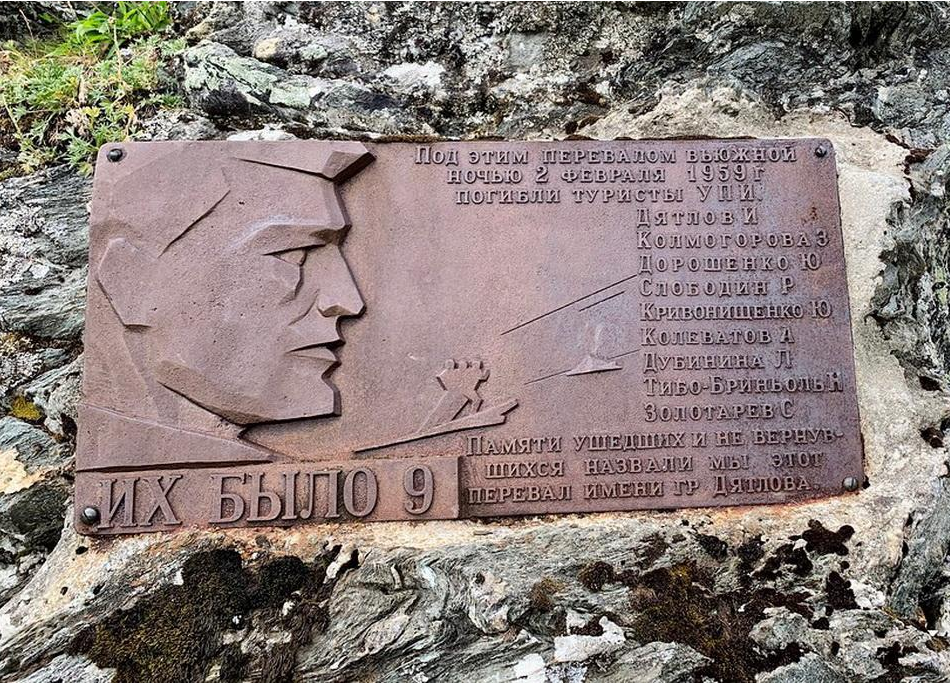 Под этим перевалом вьюжной
ночью 2 февраля 1959 г
погибли туристы УПИ
Дятлов И
Колмогорова З
Дорошенко Ю
Слободин Р
Кривонищенко Ю
Колеватов А
Дубинина Л
Тибо-Бриньоль Н
Золотарев С
Памяти ушедших и не вернув-
шихся назвали мы этот
перевал имени гр Дятлова.
ИХ БЫЛО 9